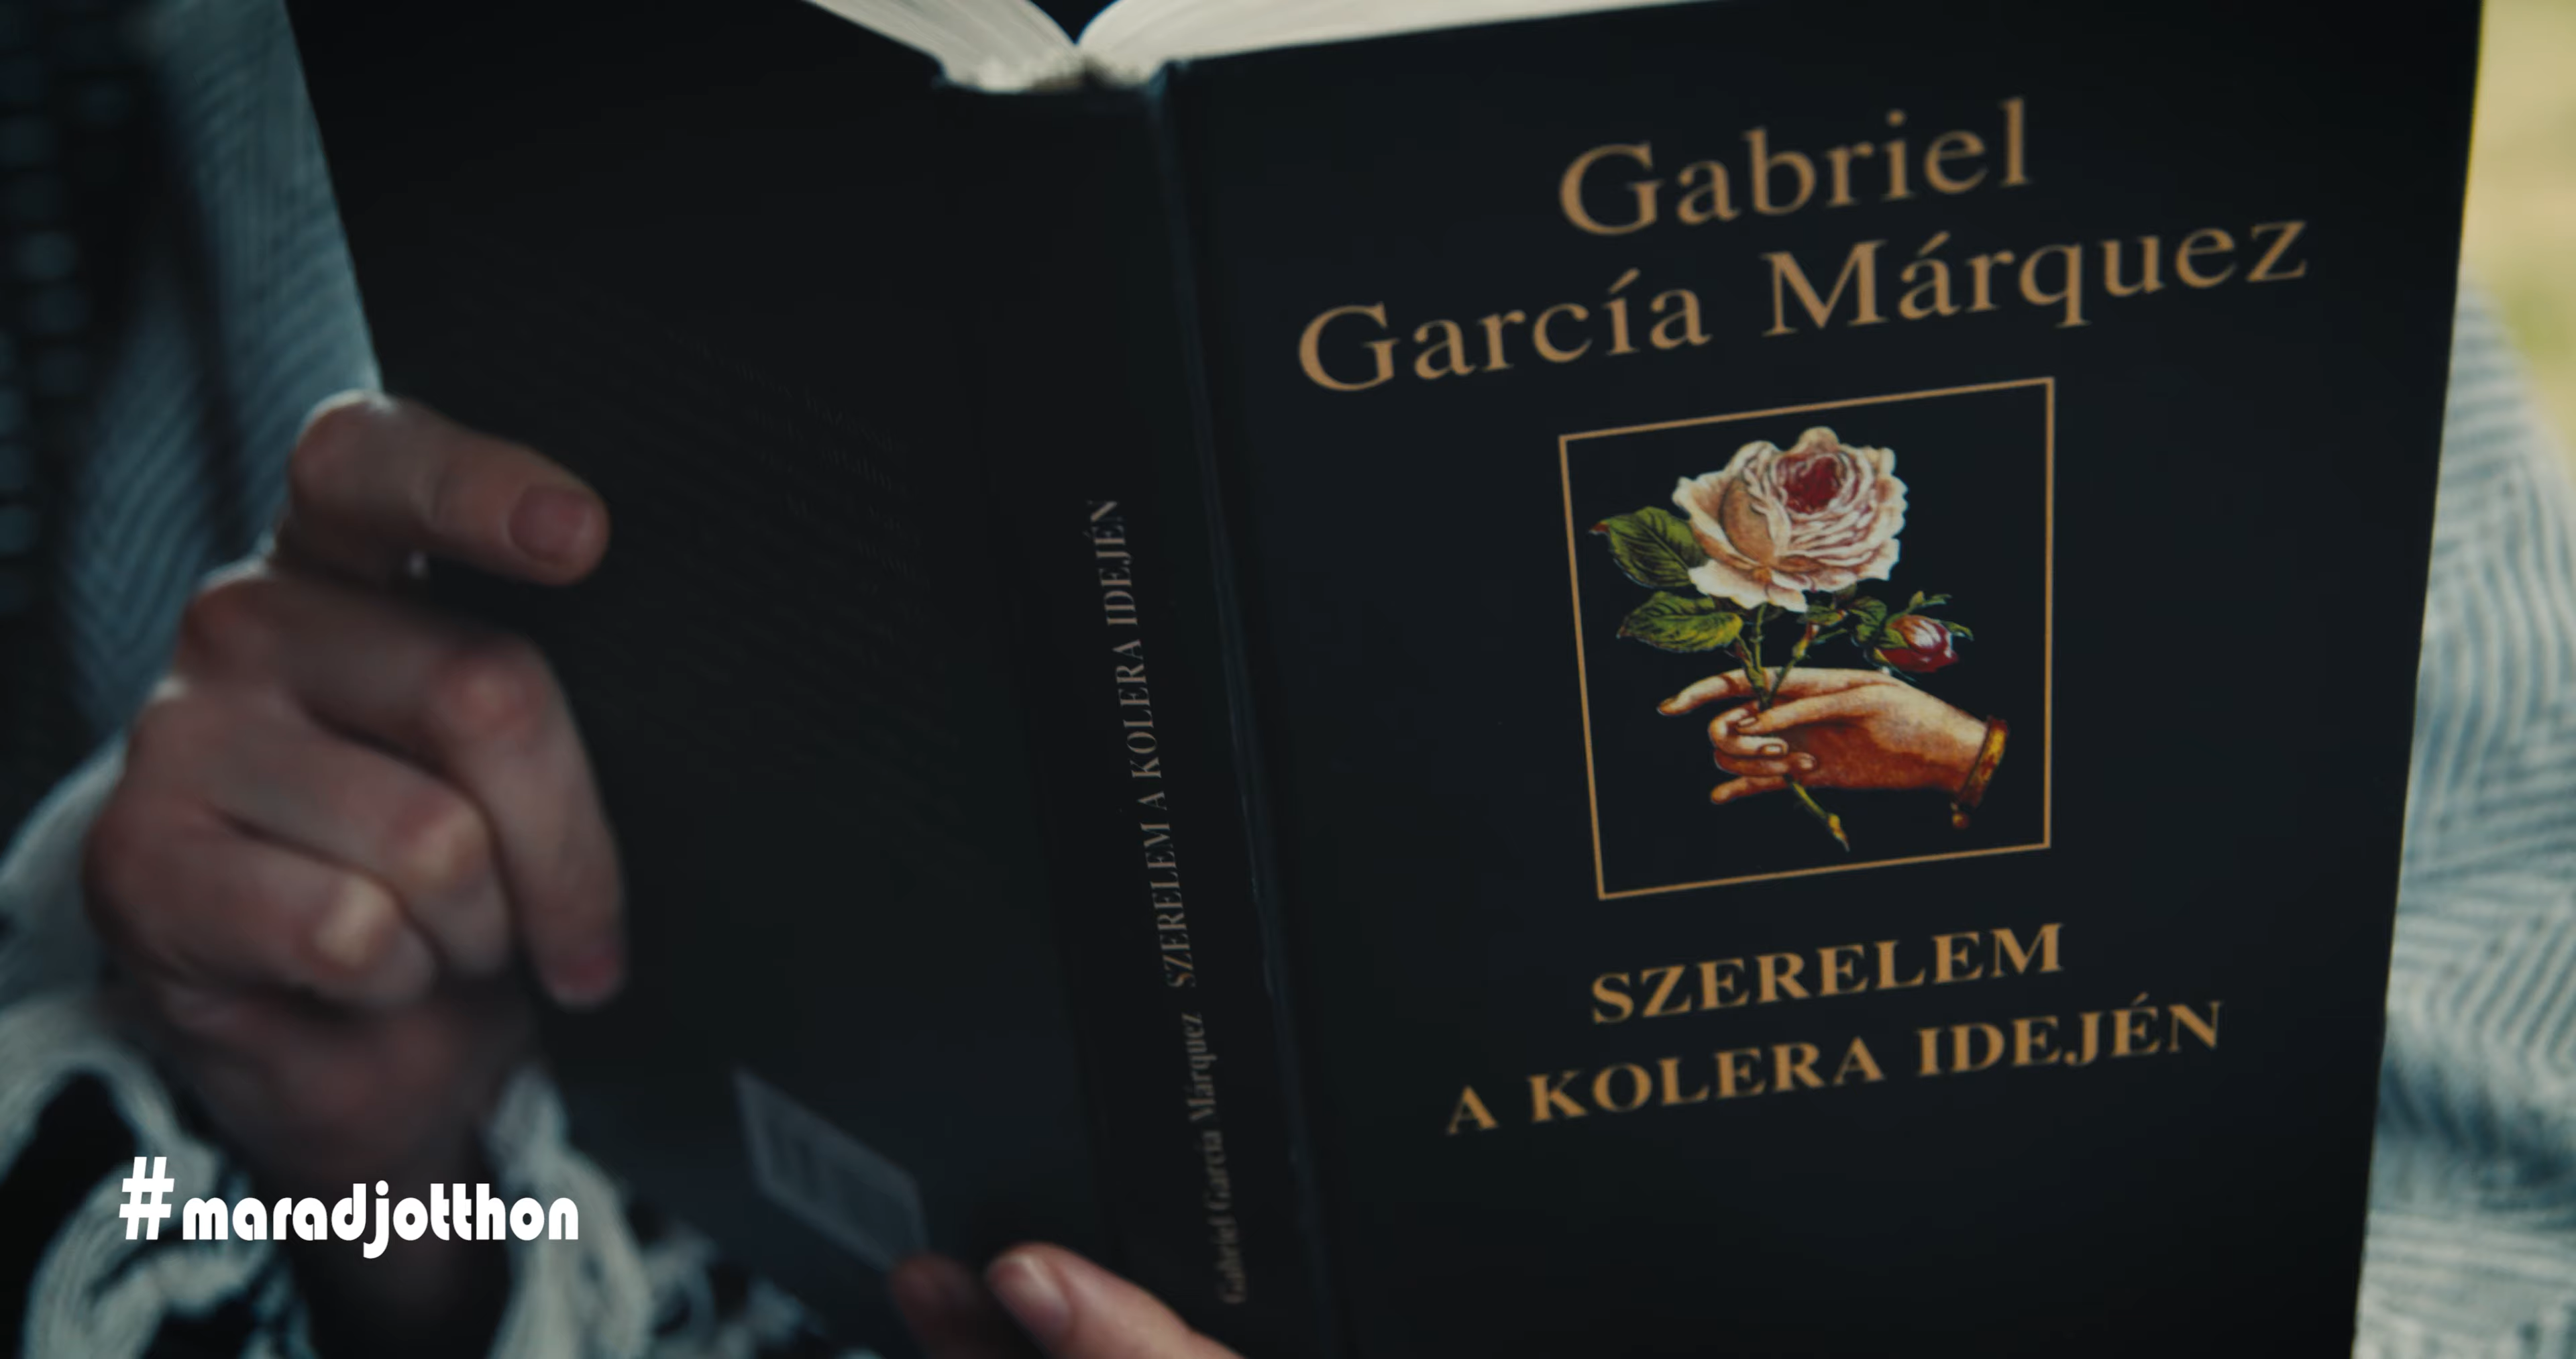 Gabriel
García Márquez
SZERELEM
A KOLERA IDEJÉN
Gabriel García Márquez SZERELEM A KOLERA IDEJÉN
#maradjotthon